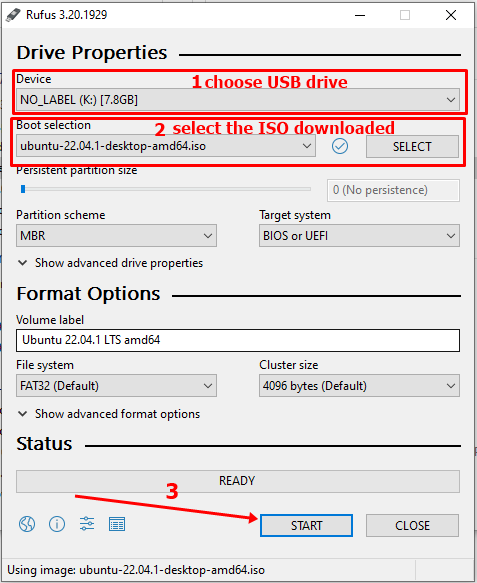 Rufus 3.20.1929
Drive Properties
Device
1 choose USB drive
NO_LABEL (K:) [7.8GB]
Boot selection
2 select the ISO downloaded
ubuntu-22.04.1-desktop-amd64.iso
SELECT
Persistent partition size
0 (No persistence)
Partition scheme
Target system
MBR
BIOS or UEFI
Show advanced drive properties
Format Options
Volume label
Ubuntu 22.04.1 LTS amd64
File system
Cluster size
FAT32 (Default)
4096 bytes (Default)
Show advanced format options
Status
READY
3
START
CLOSE
Using image: ubuntu-22.04.1-desktop-amd64.iso